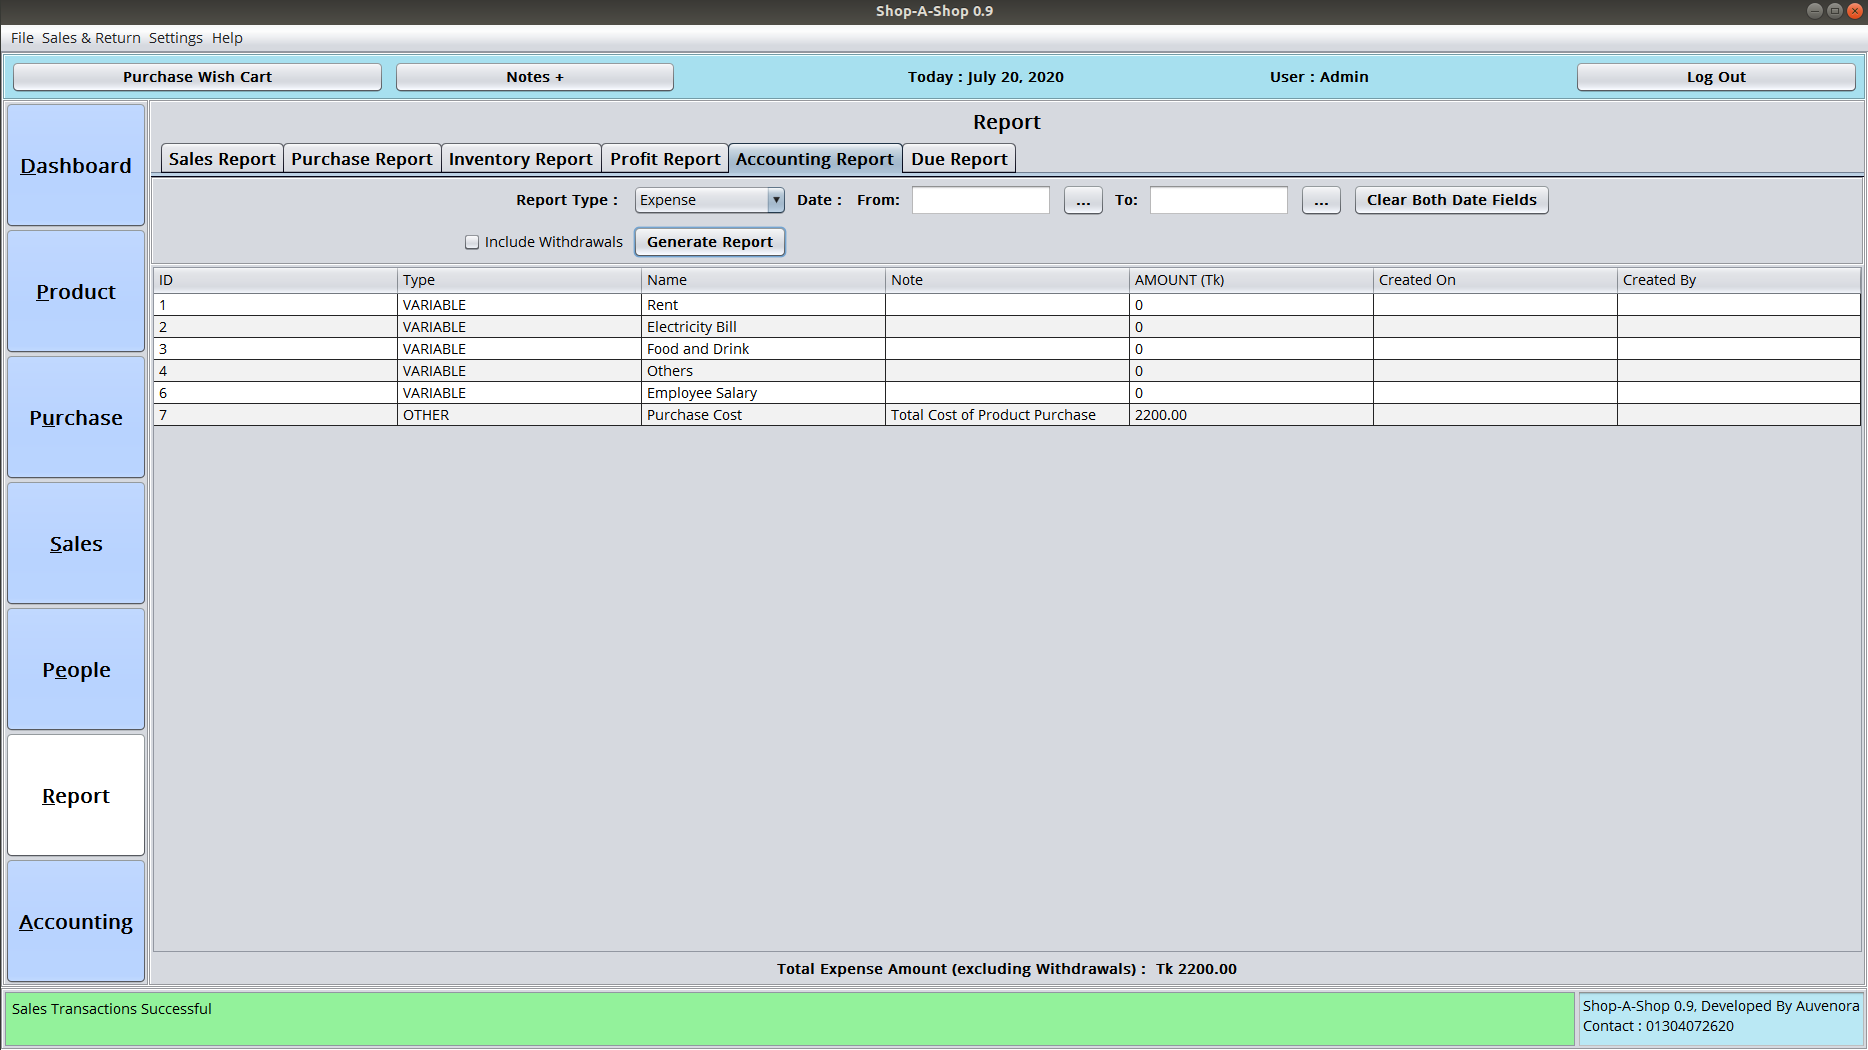 Shop-A-Shop 0.9
File Sales & Return Settings Help
Purchase Wish Cart Notes + Today : July 20, 2020 User : Admin Log Out
Dashboard
Product
Purchase
Sales
People
Report
Accounting
Report
Sales Report Purchase Report Inventory Report Profit Report Accounting Report Due Report
Report Type : Expense Date : From: ... To: ... Clear Both Date Fields
Include Withdrawals Generate Report
ID Type Name Note AMOUNT (Tk) Created On Created By
1 VARIABLE Rent 0
2 VARIABLE Electricity Bill 0
3 VARIABLE Food and Drink 0
4 VARIABLE Others 0
6 VARIABLE Employee Salary 0
7 OTHER Purchase Cost Total Cost of Product Purchase 2200.00
Total Expense Amount (excluding Withdrawals) : Tk 2200.00
Sales Transactions Successful
Shop-A-Shop 0.9, Developed By Auvenora
Contact : 01304072620